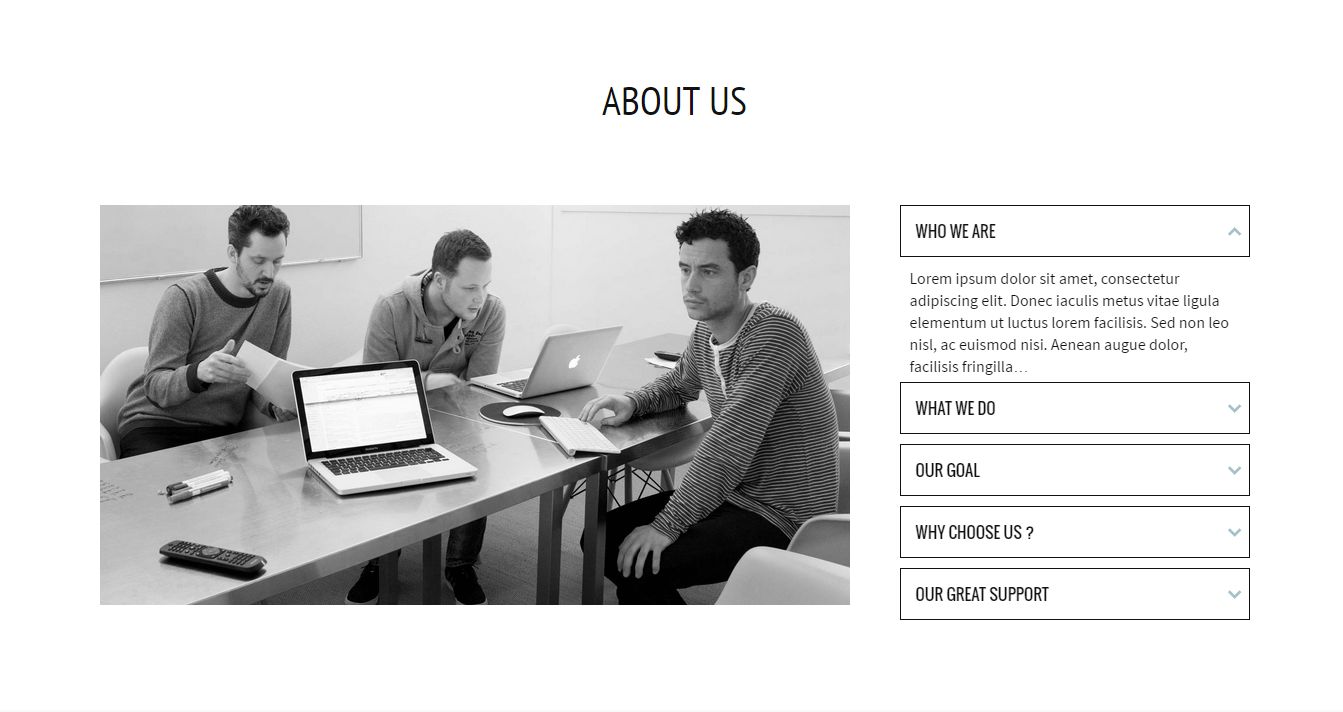 ABOUT US
WHO WE ARE
Lorem ipsum dolor sit amet, consectetur
adipiscing elit. Donec iaculis metus vitae ligula
elementum ut luctus lorem facilisis. Sed non leo
nisl, ac euismod nisi. Aenean augue dolor,
facilisis fringilla…
WHAT WE DO
OUR GOAL
WHY CHOOSE US ?
OUR GREAT SUPPORT